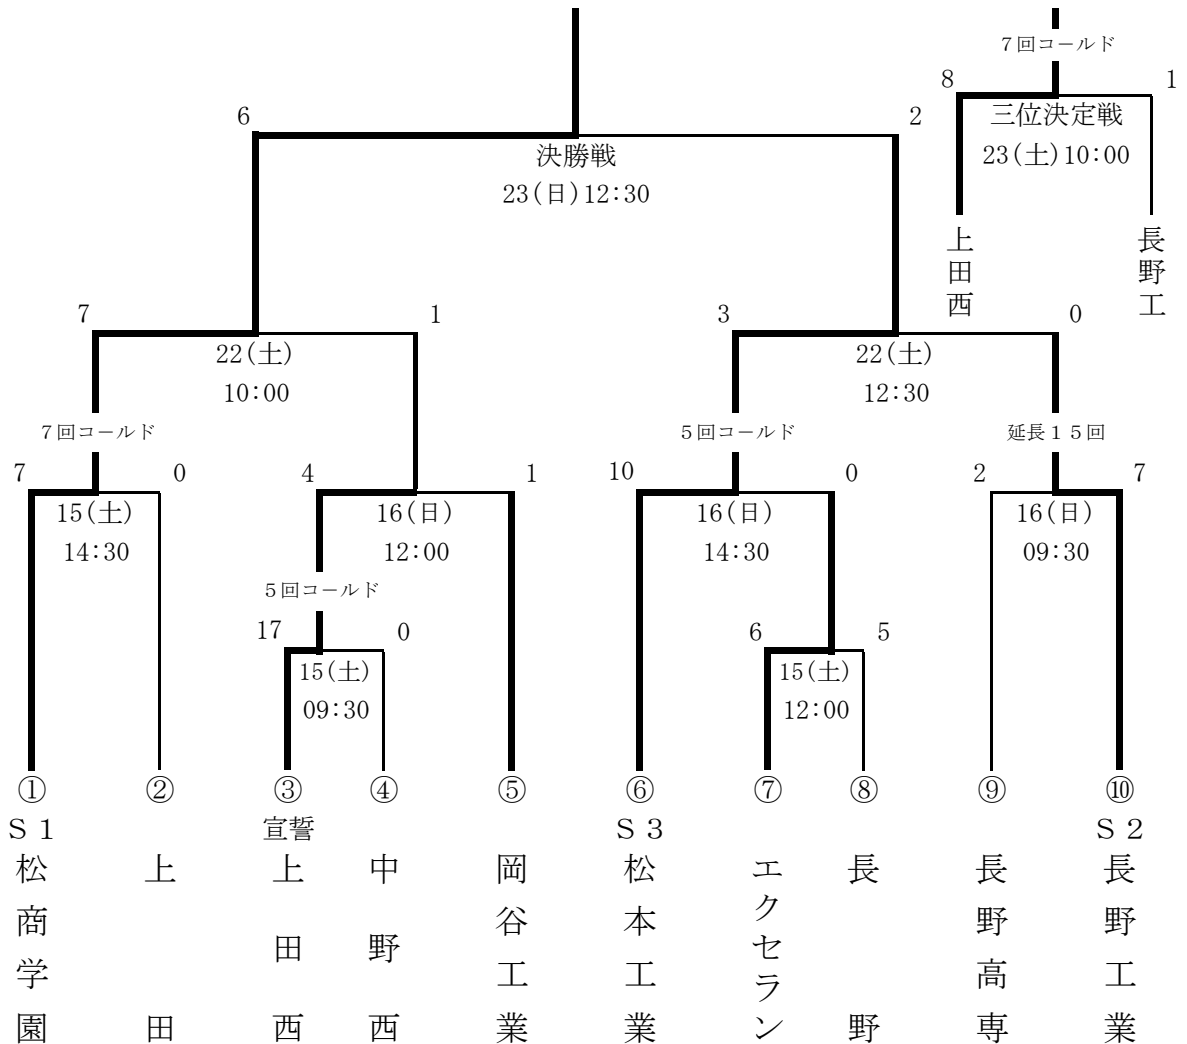 7回コールド
8
1
三位決定戦
23(土)10:00
上田西
長野工
6
2
決勝戦
23(日)12:30
7
1
22(土)
10:00
3
0
22(土)
12:30
7回コールド
5回コールド
延長15回
7
0
15(土)
14:30
4
1
16(日)
12:00
10
0
16(日)
14:30
2
7
16(日)
09:30
5回コールド
17
0
15(土)
09:30
6
5
15(土)
12:00
① ② ③ ④ ⑤ ⑥ ⑦ ⑧ ⑨ ⑩
S1
宣誓
S3
S2
松商学園
上田
上田西
中野西
岡谷工業
松本工業
エクセラン
長野
長野高専
長野工業